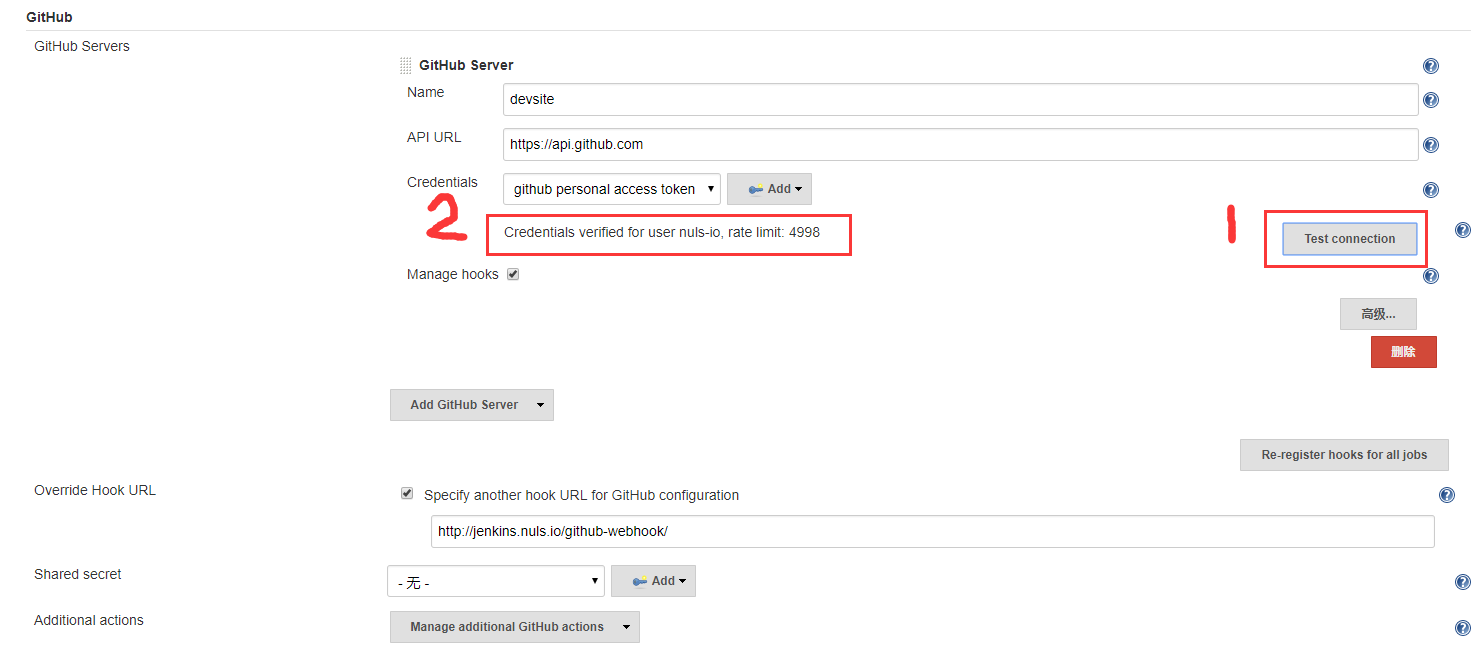 GitHub
GitHub Servers
GitHub Server
Name
devsite
API URL
https://api.github.com
Credentials
github personal access token
Add
2
Credentials verified for user nuls-io, rate limit: 4998
1
Test connection
Manage hooks
高级...
删除
Add GitHub Server
Re-register hooks for all jobs
Override Hook URL
Specify another hook URL for GitHub configuration
http://jenkins.nuls.io/github-webhook/
Shared secret
- 无 -
Add
Additional actions
Manage additional GitHub actions